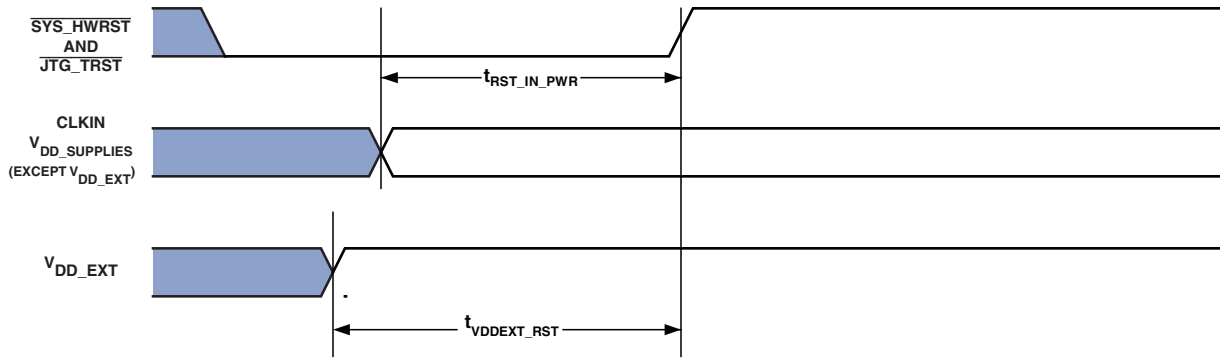 SYS_HWRST
AND
JTG_TRST
tRST_IN_PWR
CLKIN
VDD_SUPPLIES
(EXCEPT VDD_EXT)
VDD_EXT
tVDDEXT_RST